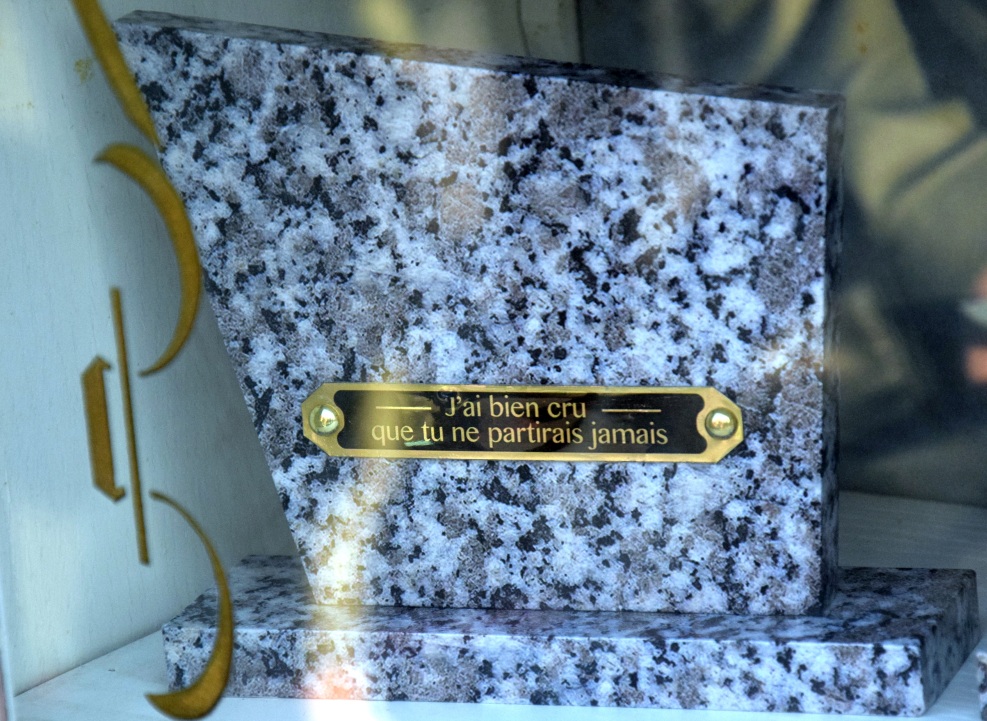 J'ai bien cru
que tu ne partirais jamais